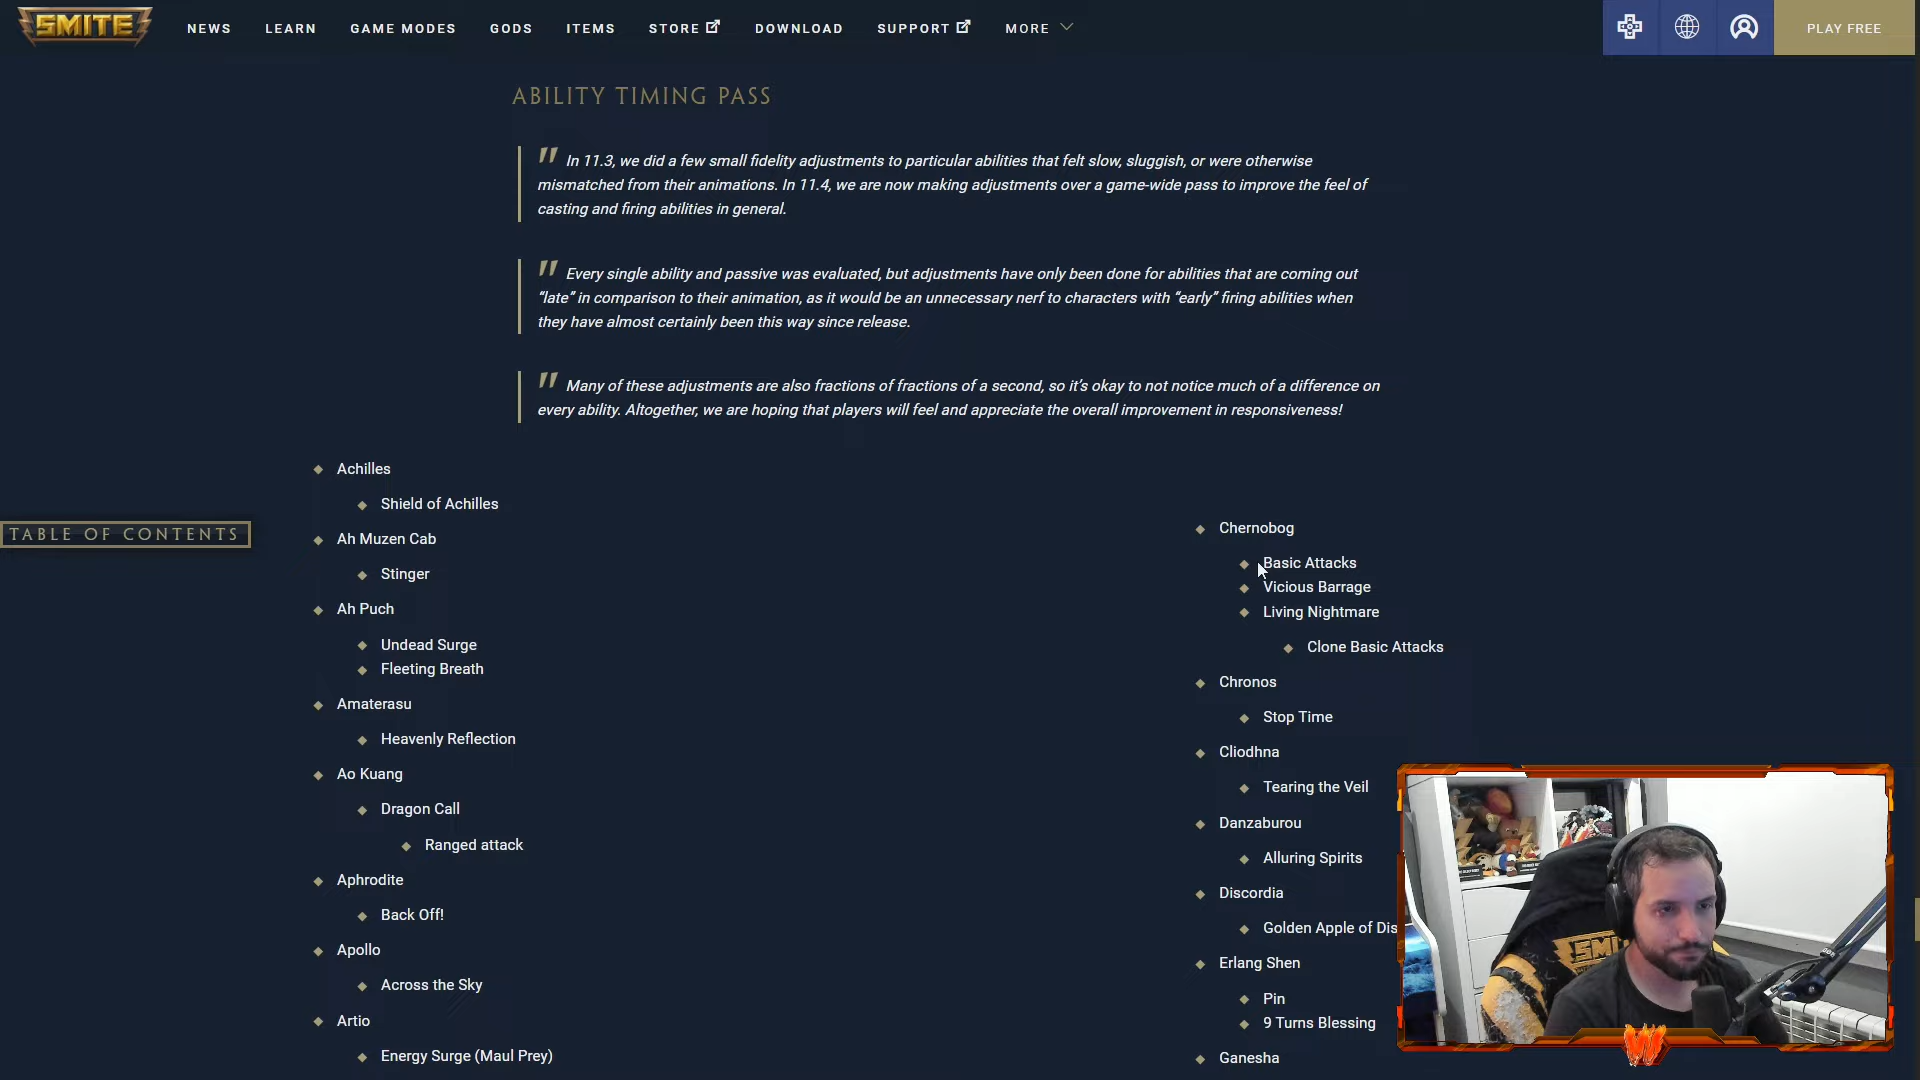 SMITE
NEWS
LEARN
GAME MODES
GODS
ITEMS
STORE
DOWNLOAD
SUPPORT
MORE
PLAY FREE
ABILITY TIMING PASS
In 11.3, we did a few small fidelity adjustments to particular abilities that felt slow, sluggish, or were otherwise
mismatched from their animations. In 11.4, we are now making adjustments over a game-wide pass to improve the feel of
casting and firing abilities in general.
Every single ability and passive was evaluated, but adjustments have only been done for abilities that are coming out
“late” in comparison to their animation, as it would be an unnecessary nerf to characters with “early” firing abilities when
they have almost certainly been this way since release.
Many of these adjustments are also fractions of fractions of a second, so it’s okay to not notice much of a difference on
every ability. Altogether, we are hoping that players will feel and appreciate the overall improvement in responsiveness!
TABLE OF CONTENTS
Achilles
Shield of Achilles
Ah Muzen Cab
Stinger
Ah Puch
Undead Surge
Fleeting Breath
Amaterasu
Heavenly Reflection
Ao Kuang
Dragon Call
Ranged attack
Aphrodite
Back Off!
Apollo
Across the Sky
Artio
Energy Surge (Maul Prey)
Chernobog
Basic Attacks
Vicious Barrage
Living Nightmare
Clone Basic Attacks
Chronos
Stop Time
Cliodhna
Tearing the Veil
Danzaburou
Alluring Spirits
Discordia
Golden Apple of Dis
Erlang Shen
Pin
9 Turns Blessing
Ganesha
SMI